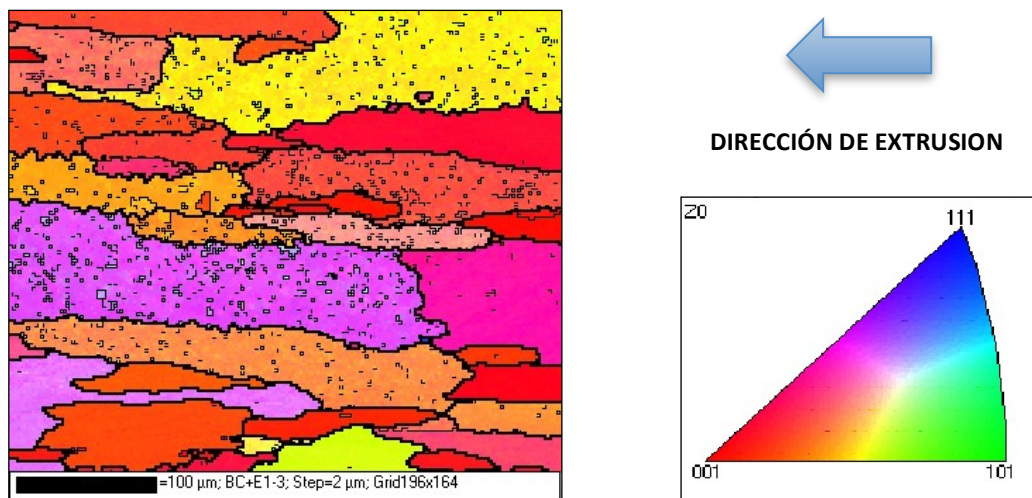 DIRECCIÓN DE EXTRUSION
Z0
111
001
101
=100 µm; BC+E1-3; Step=2 µm; Grid196x164